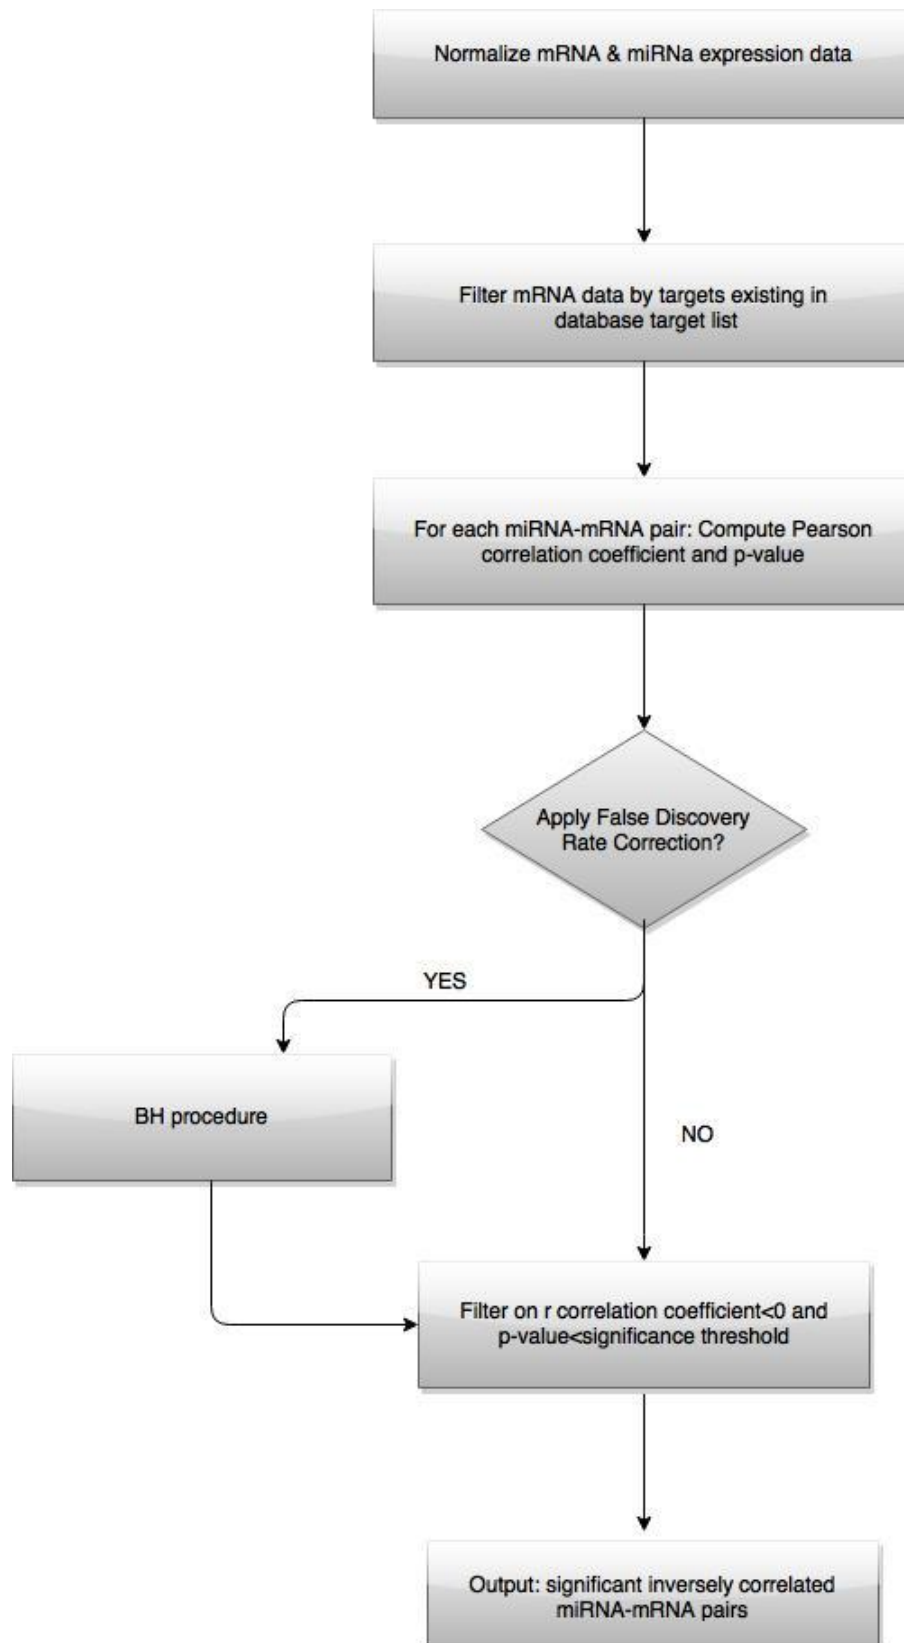 Normalize mRNA & miRNa expression data
Filter mRNA data by targets existing in
database target list
For each miRNA-mRNA pair: Compute Pearson
correlation coefficient and p-value
Apply False Discovery
Rate Correction?
YES
BH procedure
NO
Filter on r correlation coefficient<0 and
p-value<significance threshold
Output: significant inversely correlated
miRNA-mRNA pairs